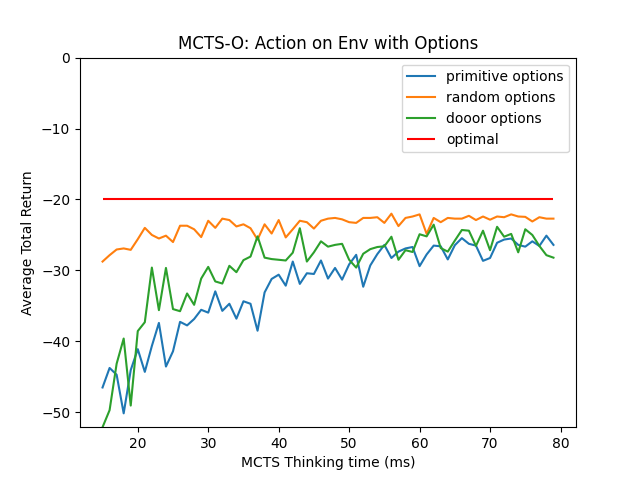 MCTS-O: Action on Env with Options
primitive options
random options
dooor options
optimal
0
−10
−20
−30
−40
−50
Average Total Return
20 30 40 50 60 70 80
MCTS Thinking time (ms)